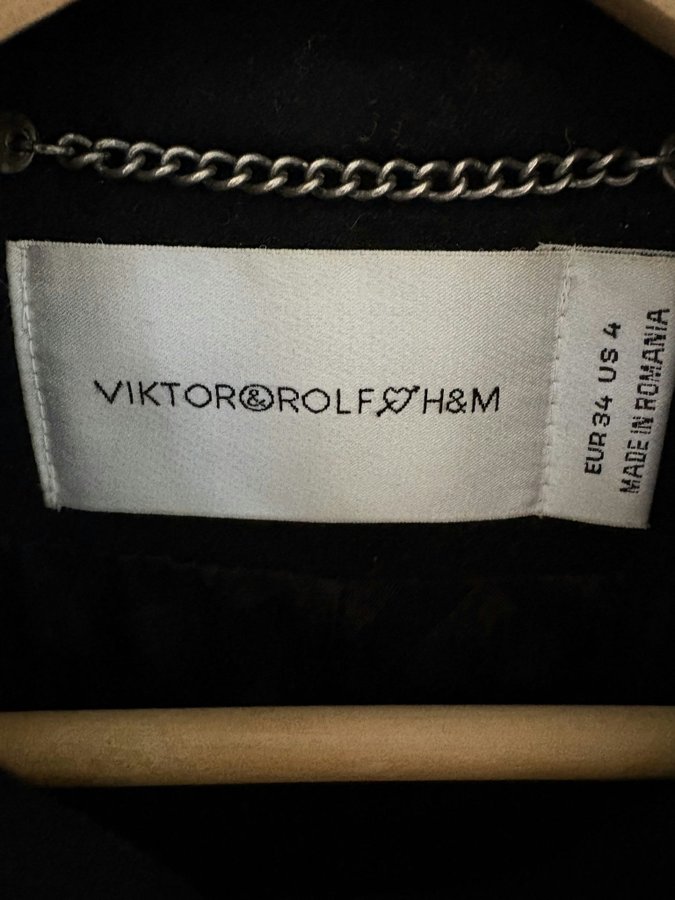 VIKTOR&ROLF H&M
EUR 34 US 4
MADE IN ROMANIA